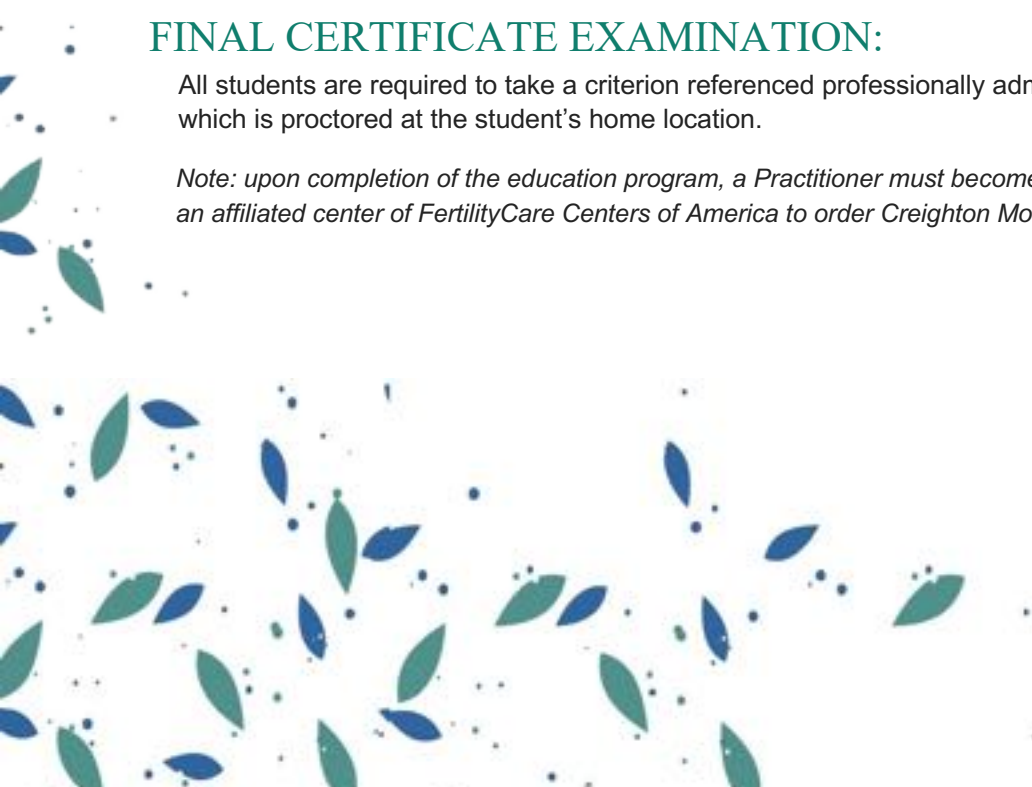 FINAL CERTIFICATE EXAMINATION:
All students are required to take a criterion referenced professionally
which is proctored at the student's home location.
Note: upon completion of the education program, a Practitioner must become
an affiliated center of FertilityCare Centers of America to order Creighton